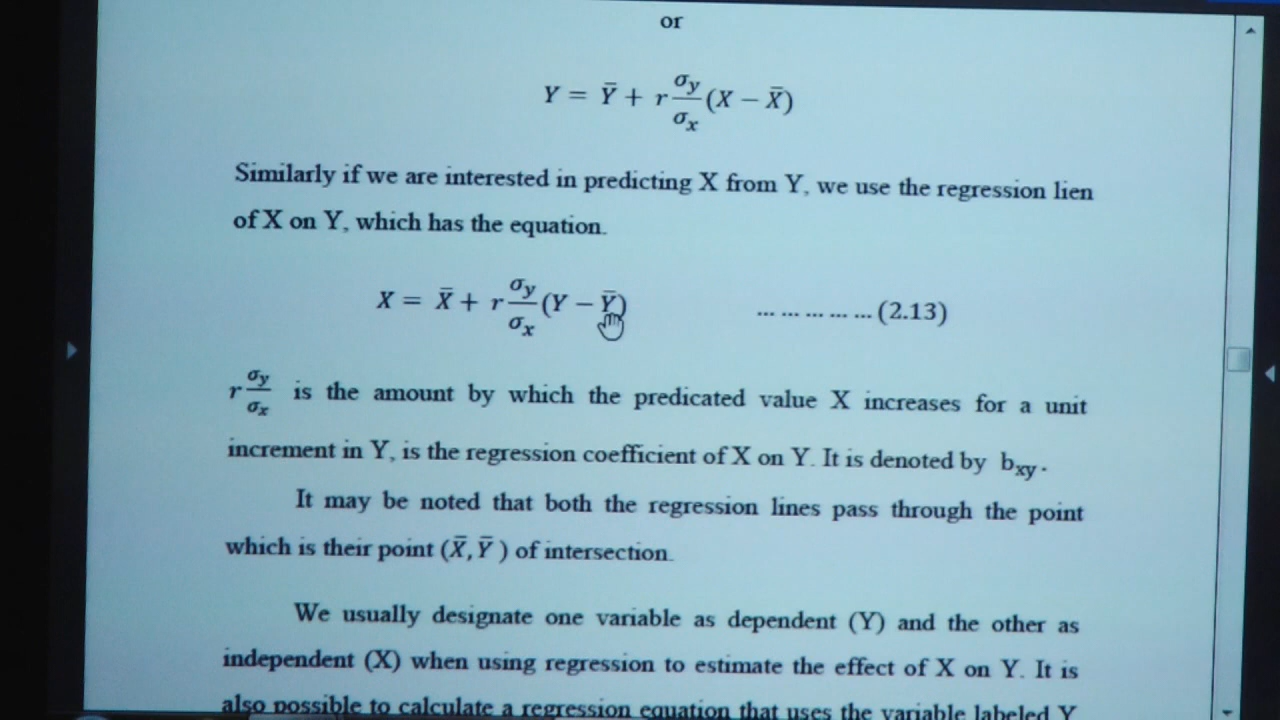 or
Y = Ȳ + r σy/σx (X − X̄)
Similarly if we are interested in predicting X from Y, we use the regression lien
of X on Y, which has the equation.
X = X̄ + r σy/σx (Y − Ȳ) ... ... ... ... ... (2.13)
r σy/σx is the amount by which the predicated value X increases for a unit
increment in Y, is the regression coefficient of X on Y. It is denoted by bxy.
It may be noted that both the regression lines pass through the point
which is their point (X̄, Ȳ ) of intersection.
We usually designate one variable as dependent (Y) and the other as
independent (X) when using regression to estimate the effect of X on Y. It is
also possible to calculate a regression equation that uses the variable labeled Y